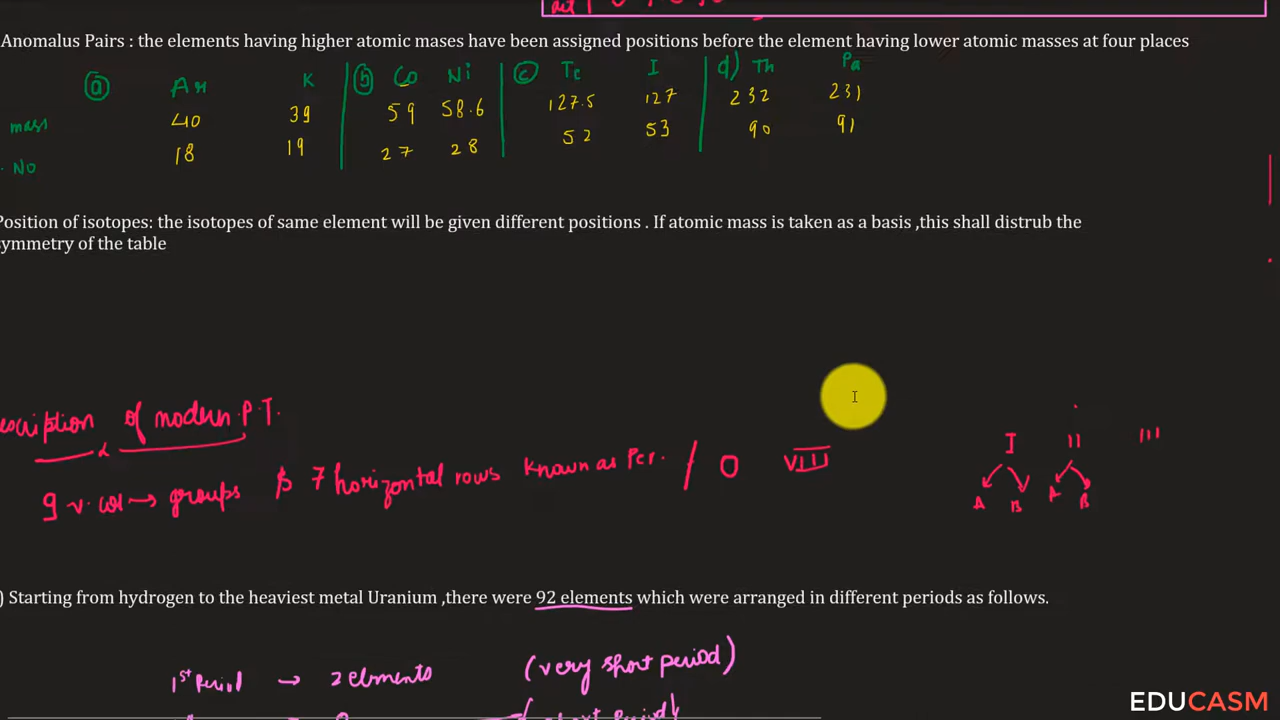 Anomalus Pairs : the elements having higher atomic mases have been assigned positions before the element having lower atomic masses at four places
a Ar K b Co Ni c Tc I d) Th Pa
mass 40 39 59 58.6 127.5 127 232 231
No 18 19 27 28 52 53 90 91
Position of isotopes: the isotopes of same element will be given different positions . If atomic mass is taken as a basis ,this shall distrub the
symmetry of the table
escription of modern P.T.
I II III
9 v.col → groups & 7 horizontal rows known as Per. / 0 VIII
A B A B
) Starting from hydrogen to the heaviest metal Uranium ,there were 92 elements which were arranged in different periods as follows.
1st Period → 2 elements (very short period)
short period
EDUCASM